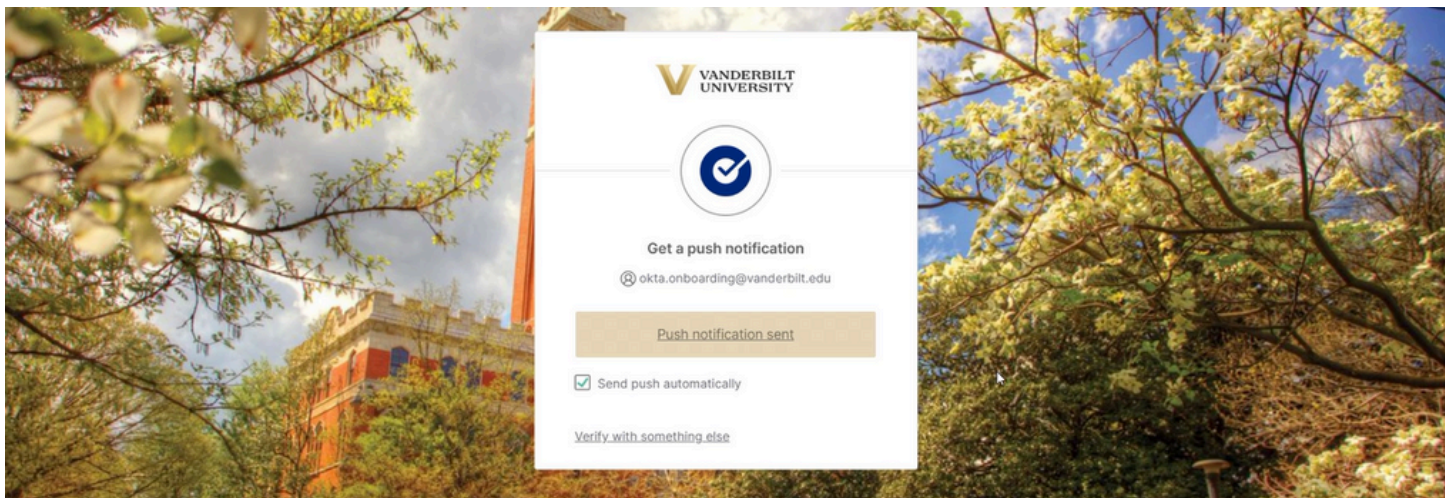 VANDERBILT
UNIVERSITY
Get a push notification
okta.onboarding@vanderbilt.edu
Push notification sent
Send push automatically
Verify with something else